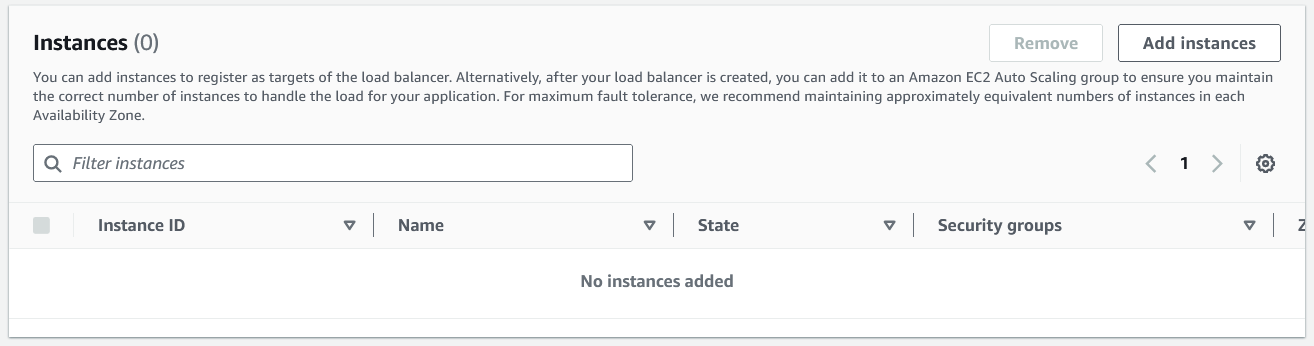 Instances (0)
Remove
Add instances
You can add instances to register as targets of the load balancer. Alternatively, after your load balancer is created, you can add it to an Amazon EC2 Auto Scaling group to ensure you maintain
the correct number of instances to handle the load for your application. For maximum fault tolerance, we recommend maintaining approximately equivalent numbers of instances in each
Availability Zone.
Filter instances
1
Instance ID
Name
State
Security groups
No instances added